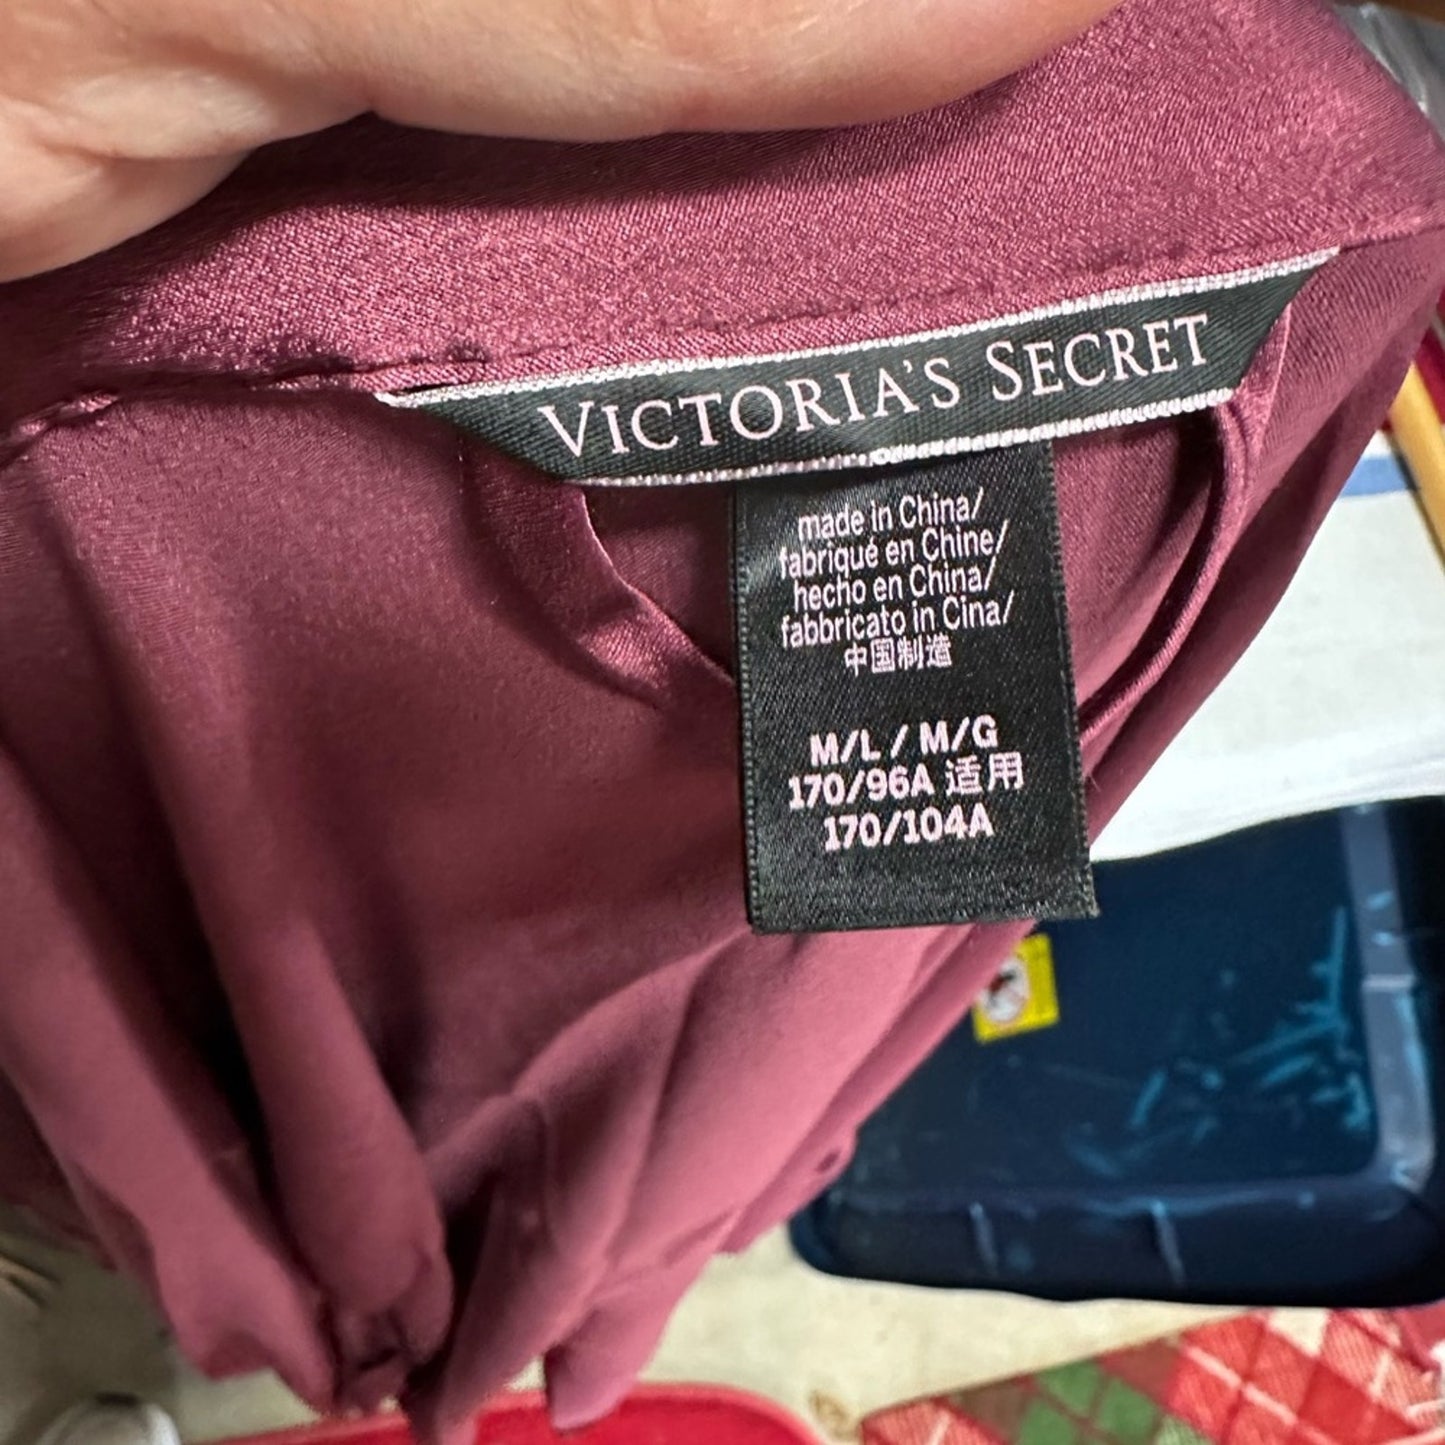 VICTORIA'S SECRET
made in China/
fabriqué en Chine/
hecho en China/
fabbricato in Cina/
中国制造
M/L / M/G
170/96A 适用
170/104A